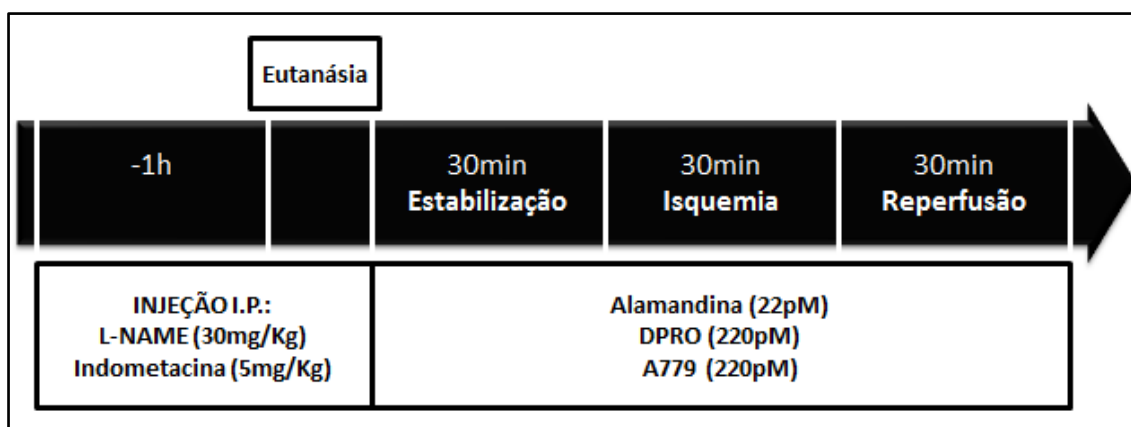 Eutanásia
-1h
30min
Estabilização
30min
Isquemia
30min
Reperfusão
INJEÇÃO I.P.:
L-NAME (30mg/Kg)
Indometacina (5mg/Kg)
Alamandina (22pM)
DPRO (220pM)
A779 (220pM)